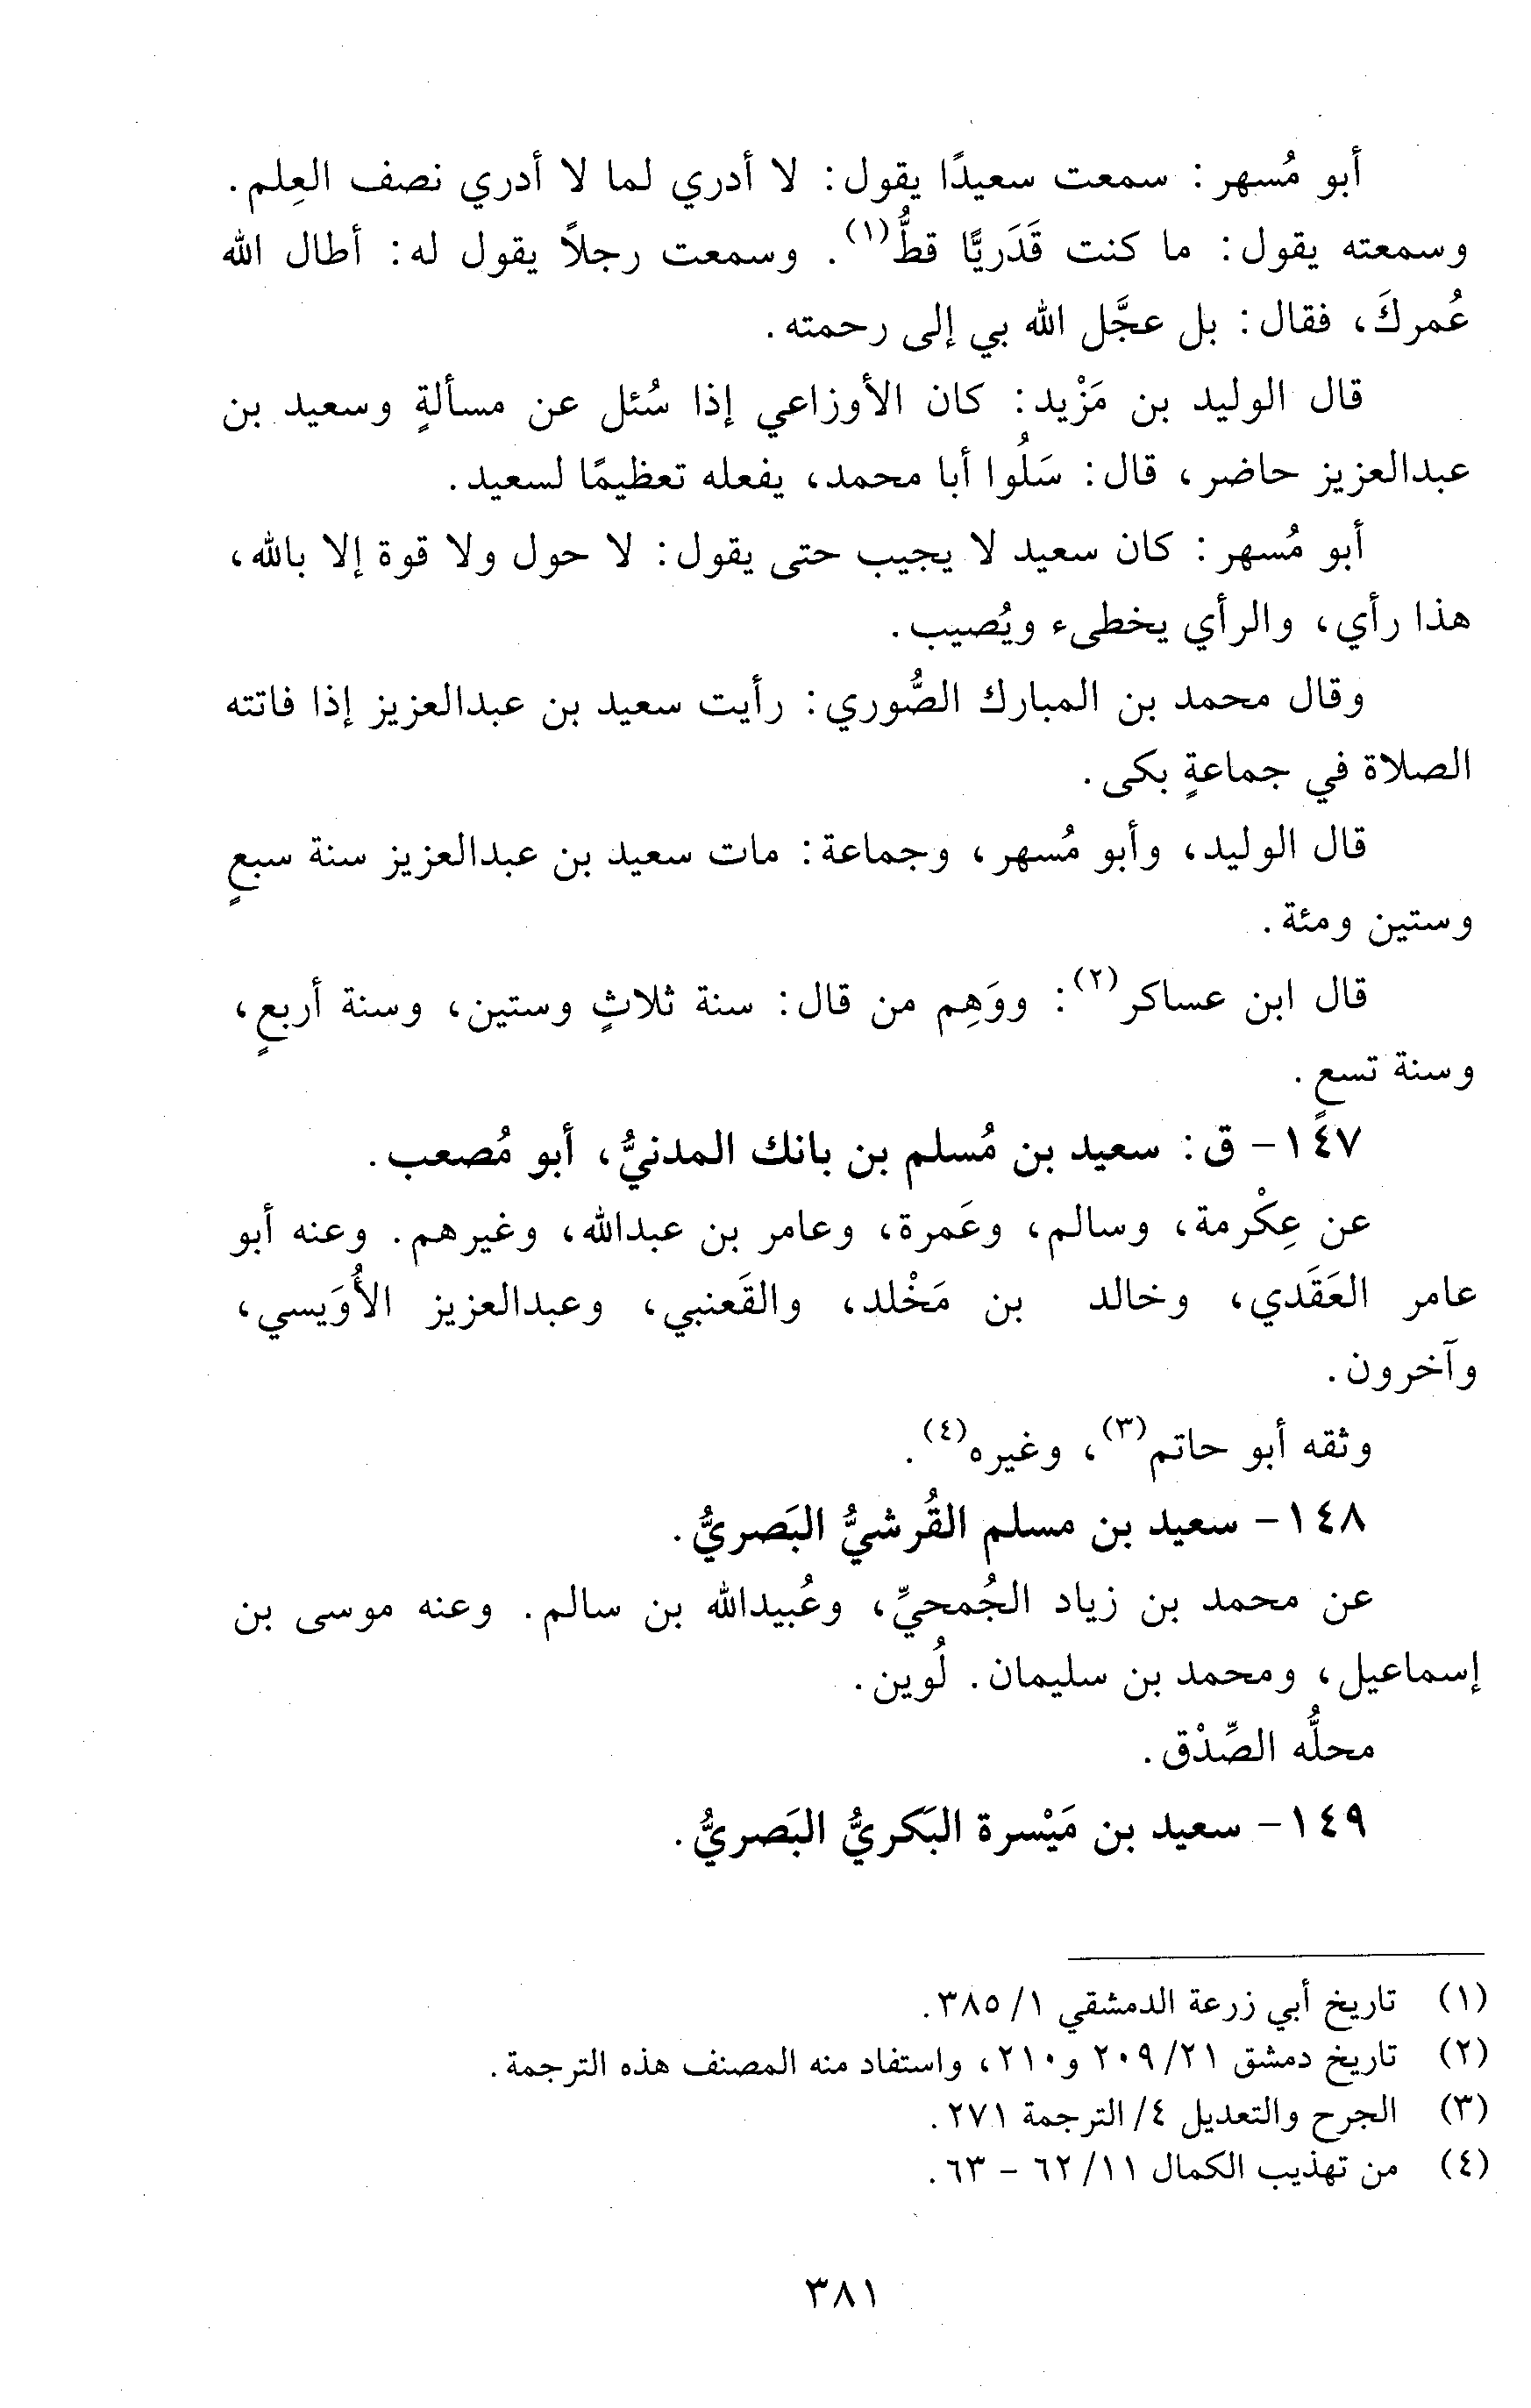 أبو مُسهر: سمعت سعيدًا يقول: لا أدري لما لا أدري نصف العِلم.
وسمعته يقول: ما كنت قَدَريًّا قطُّ(١). وسمعت رجلاً يقول له: أطال الله
عُمركَ، فقال: بل عجَّل الله بي إلى رحمته.
قال الوليد بن مَزْيد: كان الأوزاعي إذا سُئل عن مسألةٍ وسعيد بن
عبدالعزيز حاضر، قال: سَلُوا أبا محمد، يفعله تعظيمًا لسعيد.
أبو مُسهر: كان سعيد لا يجيب حتى يقول: لا حول ولا قوة إلا بالله،
هذا رأي، والرأي يخطىء ويُصيب.
وقال محمد بن المبارك الصُّوري: رأيت سعيد بن عبدالعزيز إذا فاتته
الصلاة في جماعةٍ بكى.
قال الوليد، وأبو مُسهر، وجماعة: مات سعيد بن عبدالعزيز سنة سبعٍ
وستين ومئة.
قال ابن عساكر(٢): ووَهِم من قال: سنة ثلاثٍ وستين، وسنة أربعٍ،
وسنة تسعٍ.
١٤٧- ق: سعيد بن مُسلم بن بانك المدنيُّ، أبو مُصعب.
عن عِكْرمة، وسالم، وعَمرة، وعامر بن عبدالله، وغيرهم. وعنه أبو
عامر العَقَدي، وخالد بن مَخْلد، والقَعنبي، وعبدالعزيز الأُوَيسي،
وآخرون.
وثقه أبو حاتم(٣)، وغيره(٤).
١٤٨- سعيد بن مسلم القُرشيُّ البَصريُّ.
عن محمد بن زياد الجُمحيِّ، وعُبيدالله بن سالم. وعنه موسى بن
إسماعيل، ومحمد بن سليمان. لُوين.
محلُّه الصِّدْق.
١٤٩- سعيد بن مَيْسرة البَكريُّ البَصريُّ.
(١) تاريخ أبي زرعة الدمشقي ١/ ٣٨٥.
(٢) تاريخ دمشق ٢١/ ٢٠٩ و٢١٠، واستفاد منه المصنف هذه الترجمة.
(٣) الجرح والتعديل ٤/ الترجمة ٢٧١.
(٤) من تهذيب الكمال ١١/ ٦٢ - ٦٣.
٣٨١